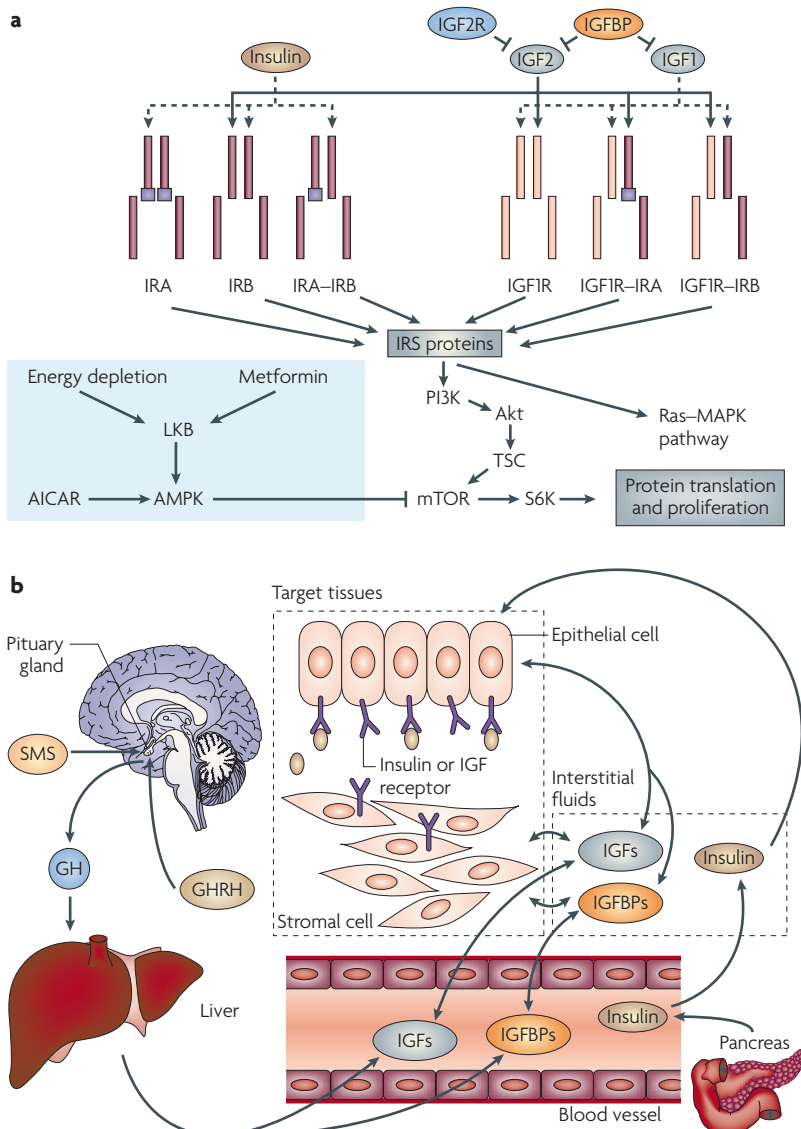 a
IGF2R
IGFBP
Insulin
IGF2
IGF1
IRA
IRB
IRA–IRB
IGF1R
IGF1R–IRA
IGF1R–IRB
IRS proteins
Energy depletion
Metformin
PI3K
Akt
Ras–MAPK
pathway
LKB
TSC
AICAR
AMPK
mTOR
S6K
Protein translation
and proliferation
b
Target tissues
Pituary
gland
Epithelial cell
SMS
Insulin or IGF
receptor
Interstitial
fluids
GH
GHRH
IGFs
Insulin
IGFBPs
Stromal cell
Liver
IGFs
IGFBPs
Insulin
Pancreas
Blood vessel